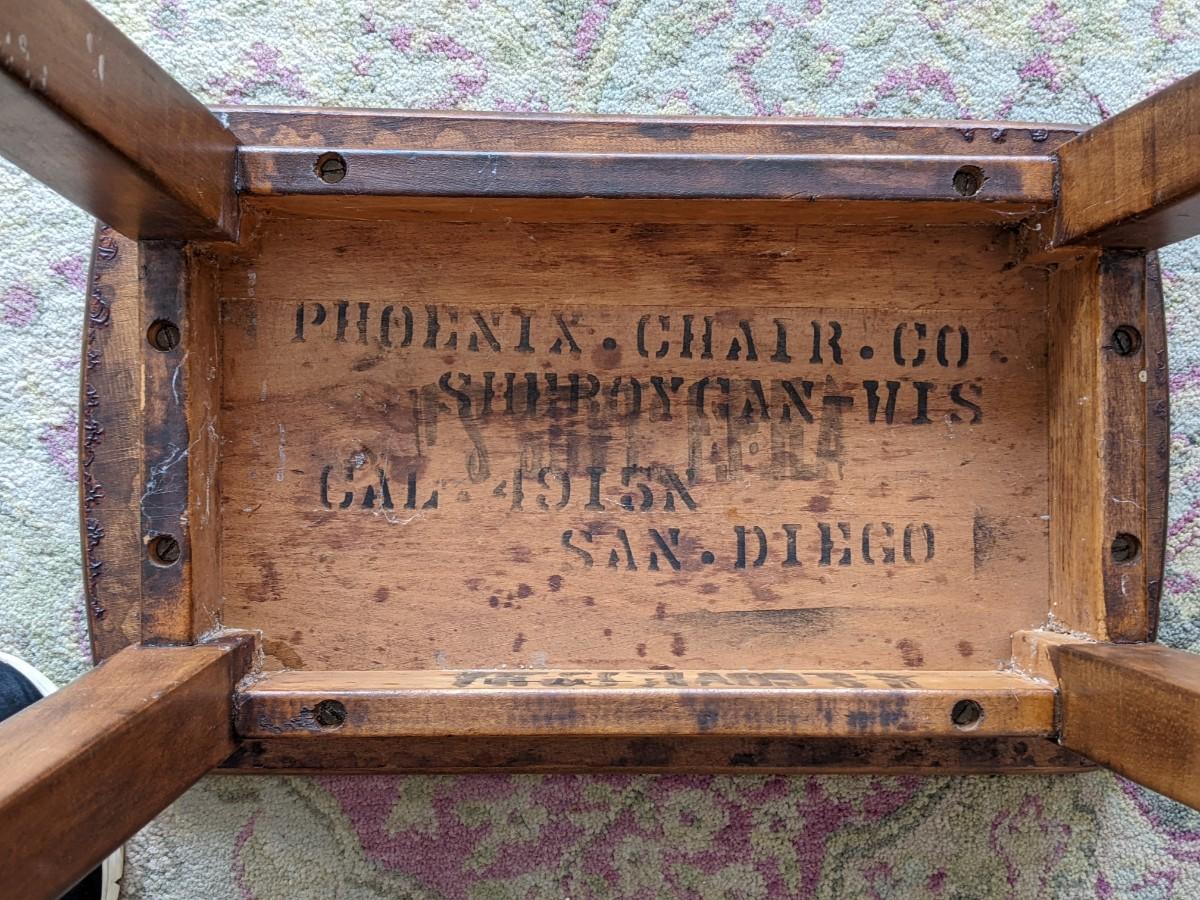 PHOENIX. CHAIR. CO.
SHEBOYGAN-WIS
CAL- 4915N
SAN. DIEGO